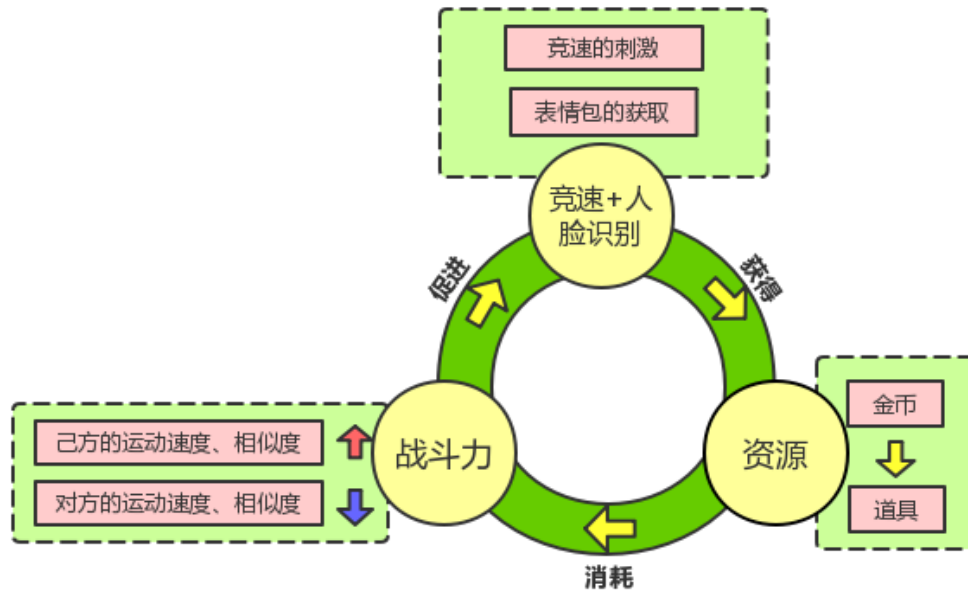 竞速的刺激
表情包的获取
竞速+人
脸识别
促进
获得
金币
己方的运动速度、相似度
战斗力
资源
对方的运动速度、相似度
道具
消耗